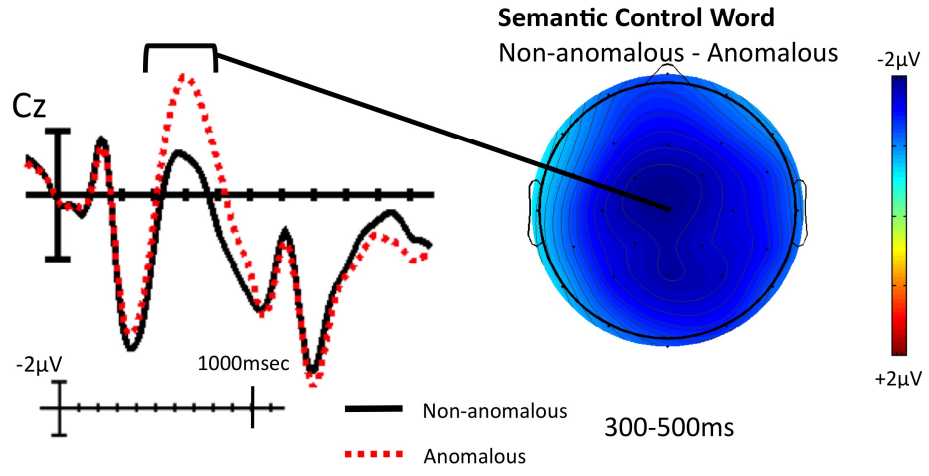 Semantic Control Word
Non-anomalous - Anomalous
-2µV
Cz
-2µV
1000msec
+2µV
Non-anomalous
300-500ms
Anomalous